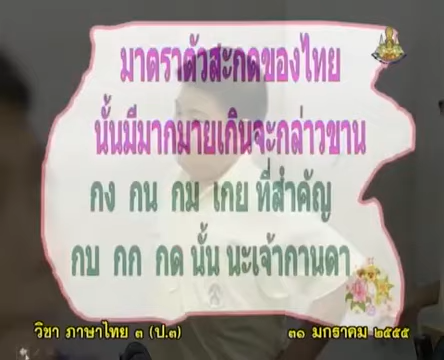 มาตราตัวสะกดของไทย
นั้นมีมากมายเกินจะกล่าวขาน
กง กน กม เกย ที่สำคัญ
กบ กก กด นั้น นะเจ้ากานดา
วิชา ภาษาไทย ๓ (ป.๓)
๓๑ มกราคม ๒๕๕๕